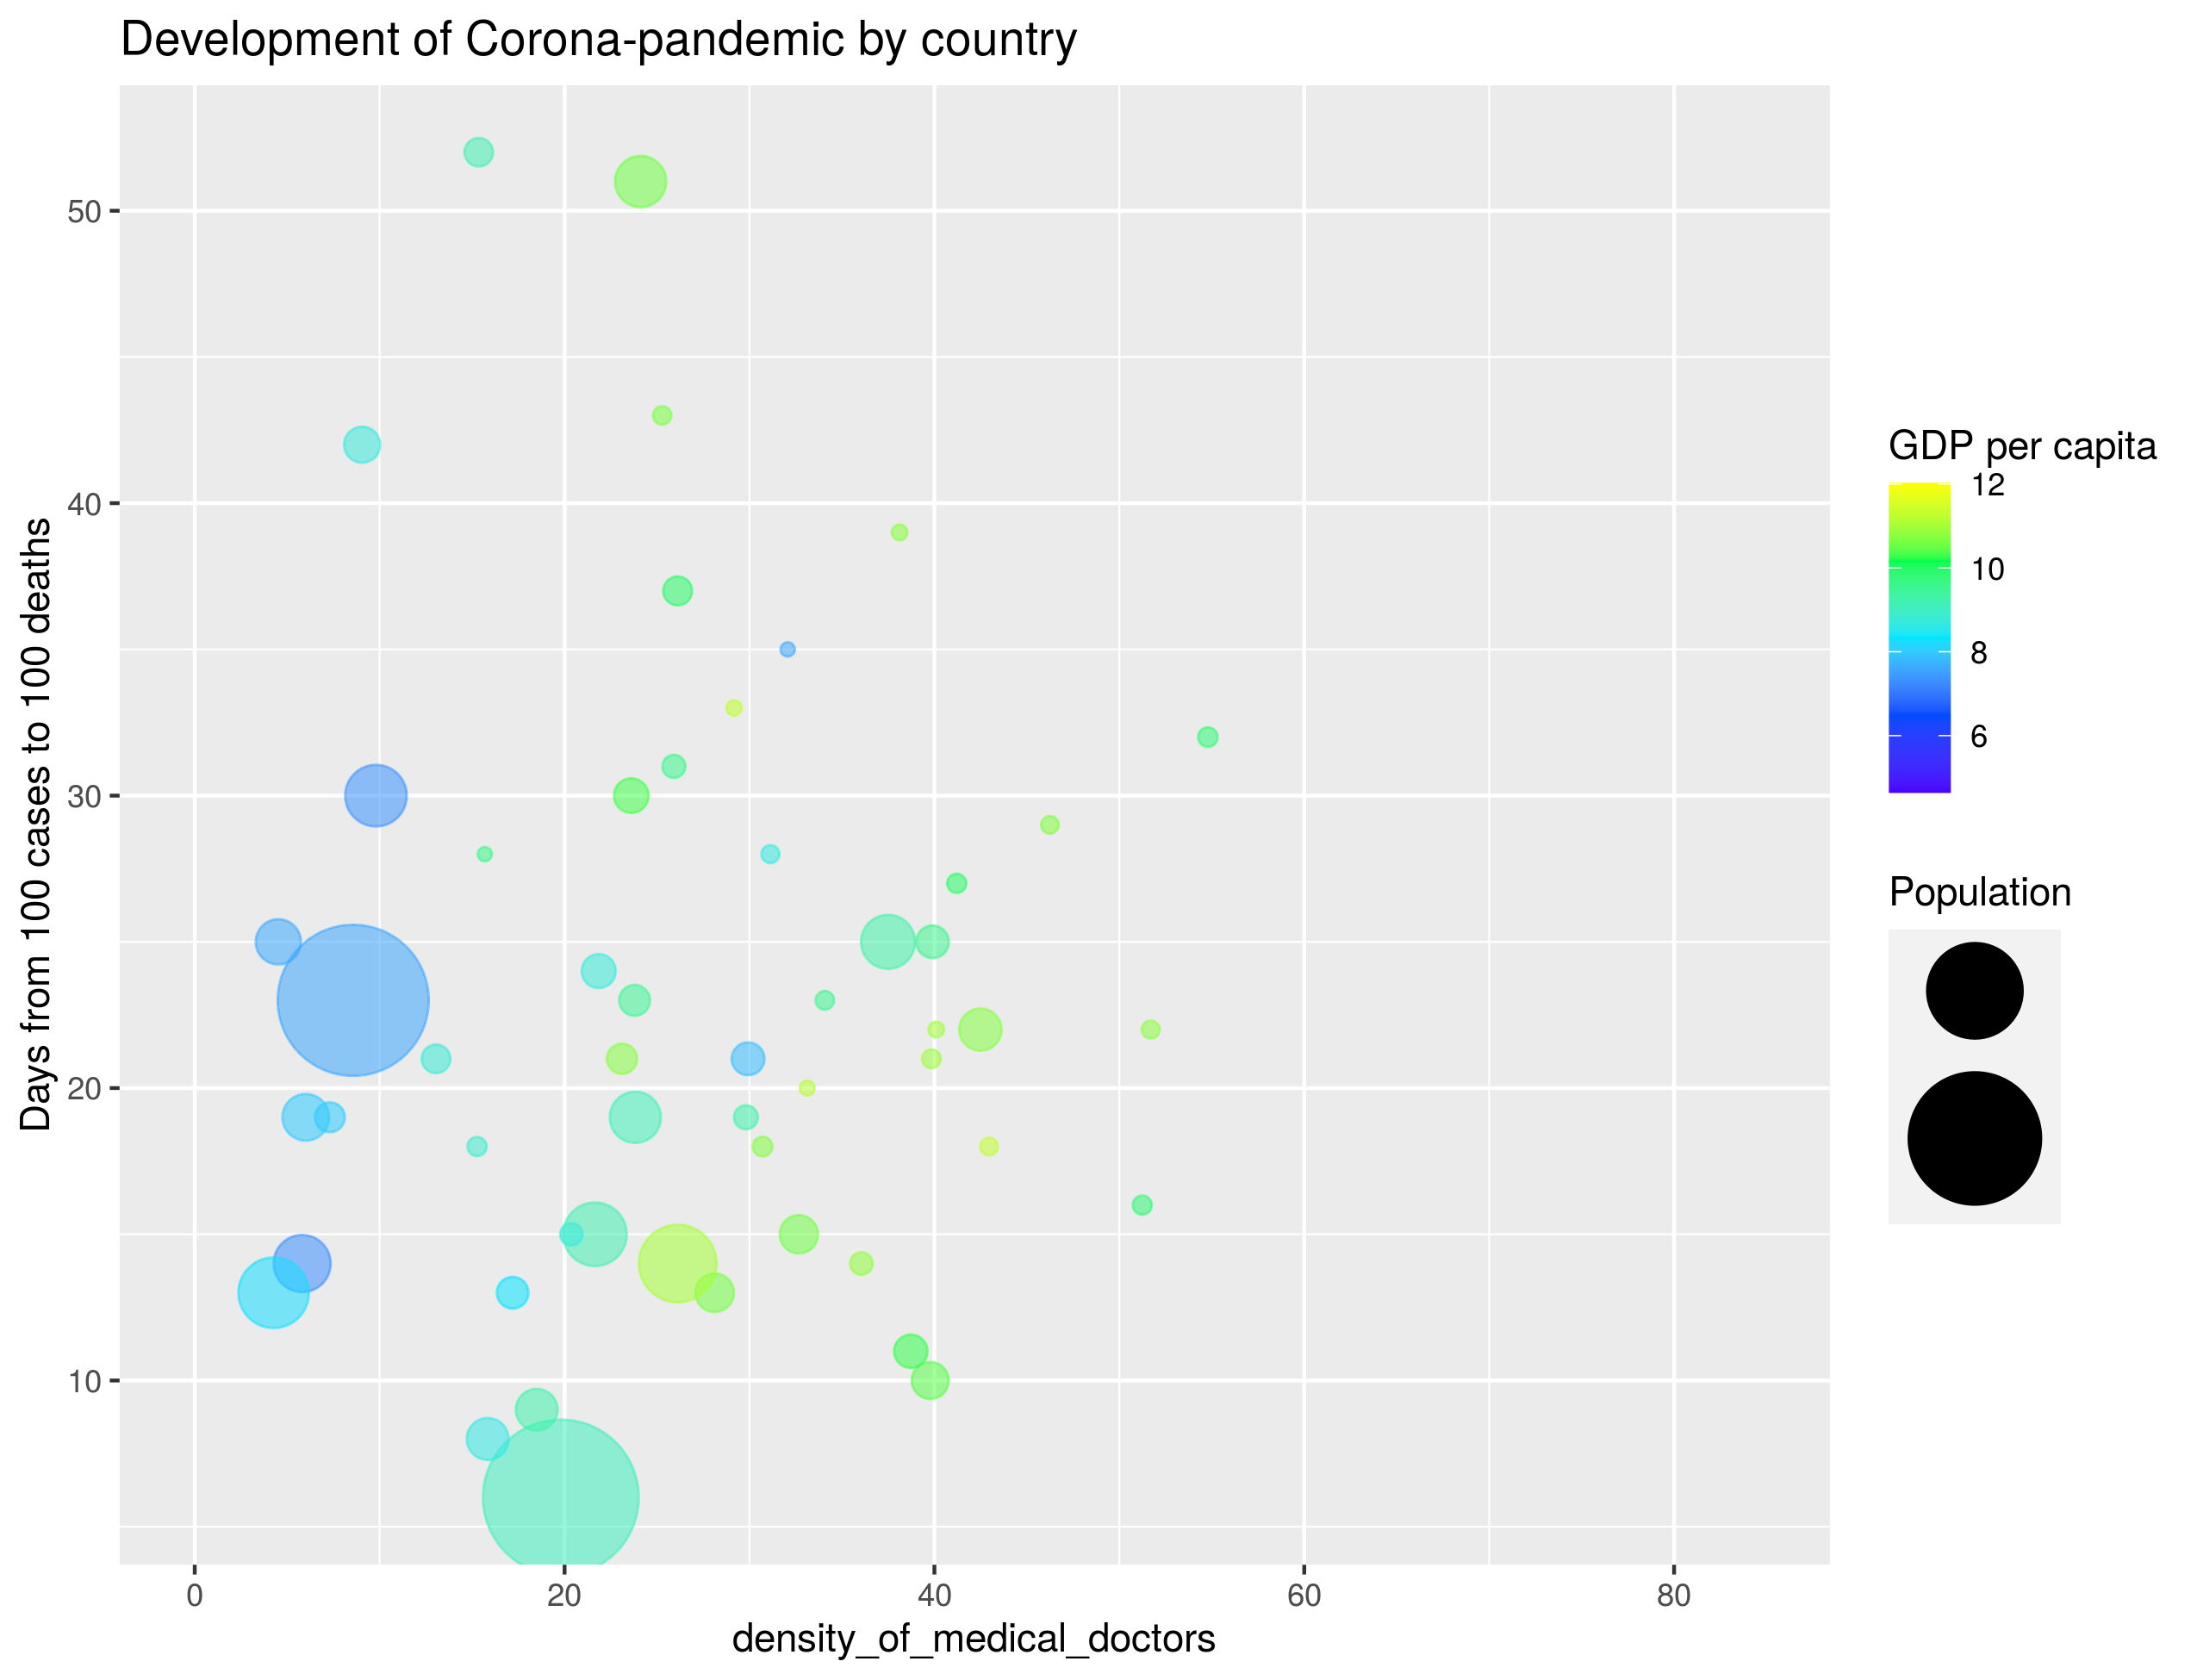 Development of Corona-pandemic by country
Days from 100 cases to 100 deaths
50
40
30
20
10
0
20
40
60
80
density_of_medical_doctors
GDP per capita
12
10
8
6
Population